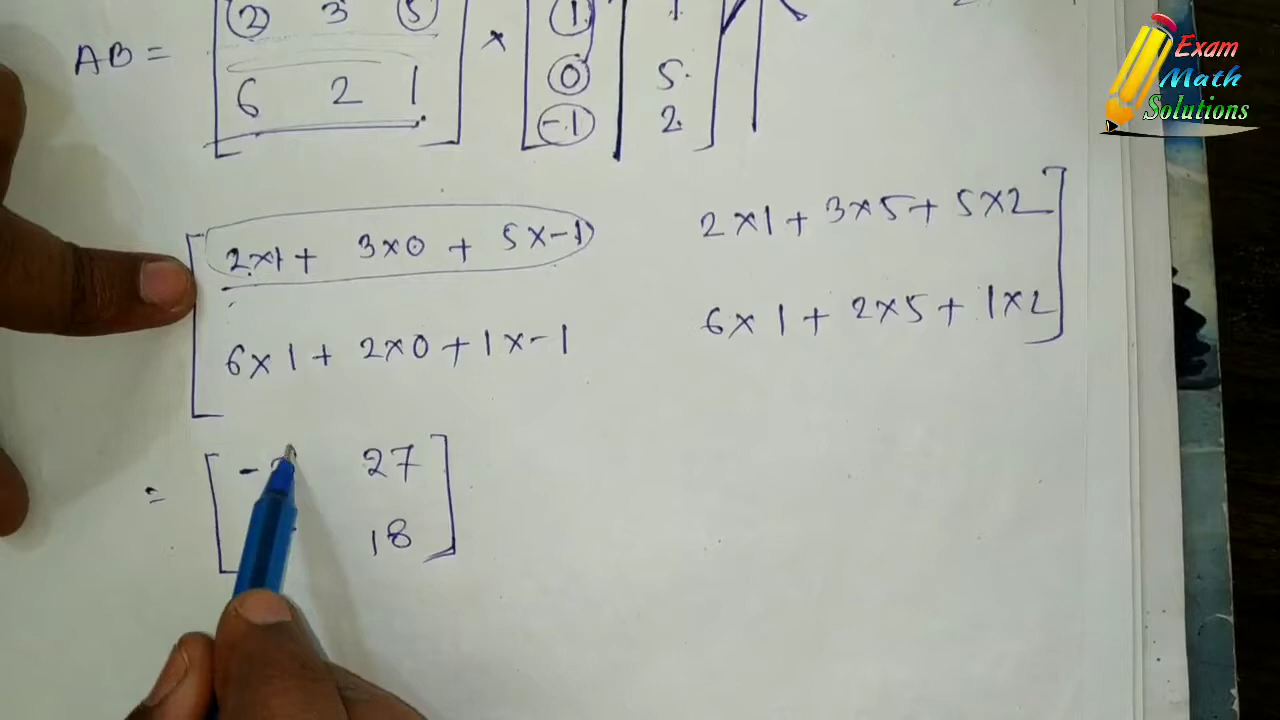 Exam
Math
Solutions
AB =
2 3 5 × 1 1
6 2 1 0 5
-1 2
2×1 + 3×0 + 5×-1 2×1 + 3×5 + 5×2
6×1 + 2×0 + 1×-1 6×1 + 2×5 + 1×2
= - 27
18